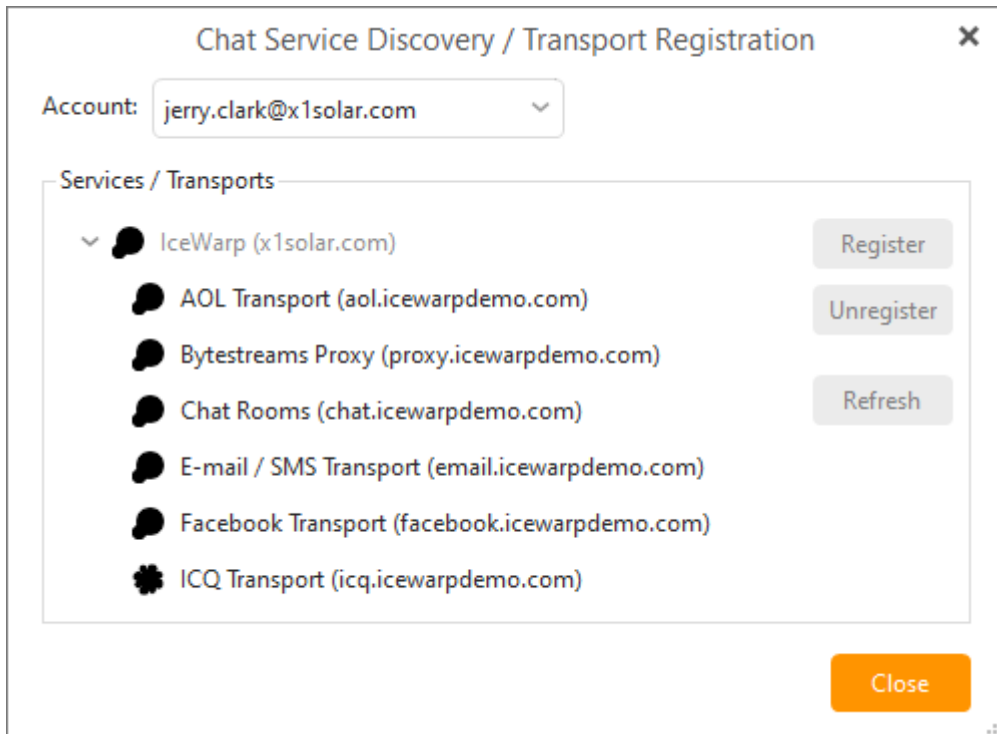 Chat Service Discovery / Transport Registration
Account: jerry.clark@x1solar.com
Services / Transports
IceWarp (x1solar.com)
Register
AOL Transport (aol.icewarpdemo.com)
Unregister
Bytestreams Proxy (proxy.icewarpdemo.com)
Chat Rooms (chat.icewarpdemo.com)
Refresh
E-mail / SMS Transport (email.icewarpdemo.com)
Facebook Transport (facebook.icewarpdemo.com)
ICQ Transport (icq.icewarpdemo.com)
Close